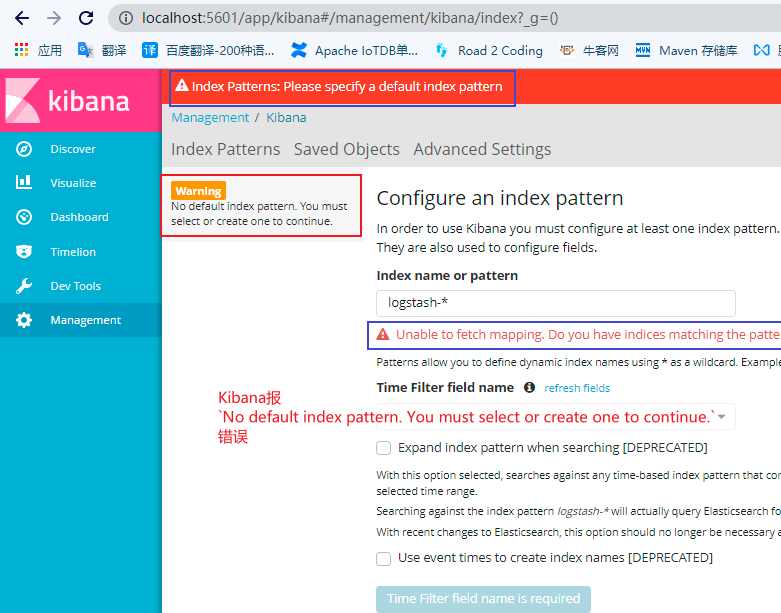 localhost:5601/app/kibana#/management/kibana/index?_g=()
应用 翻译 百度翻译-200种语... Apache IoTDB单... Road 2 Coding 牛客网 Maven 存储库
kibana
Index Patterns: Please specify a default index pattern
Management / Kibana
Index Patterns Saved Objects Advanced Settings
Discover
Visualize
Dashboard
Timelion
Dev Tools
Management
Warning
No default index pattern. You must
select or create one to continue.
Configure an index pattern
In order to use Kibana you must configure at least one index pattern.
They are also used to configure fields.
Index name or pattern
logstash-*
Unable to fetch mapping. Do you have indices matching the patte
Patterns allow you to define dynamic index names using * as a wildcard. Example
Time Filter field name refresh fields
Kibana报
`No default index pattern. You must select or create one to continue.`
错误
Expand index pattern when searching [DEPRECATED]
With this option selected, searches against any time-based index pattern that con
selected time range.
Searching against the index pattern logstash-* will actually query Elasticsearch fo
With recent changes to Elasticsearch, this option should no longer be necessary a
Use event times to create index names [DEPRECATED]
Time Filter field name is required